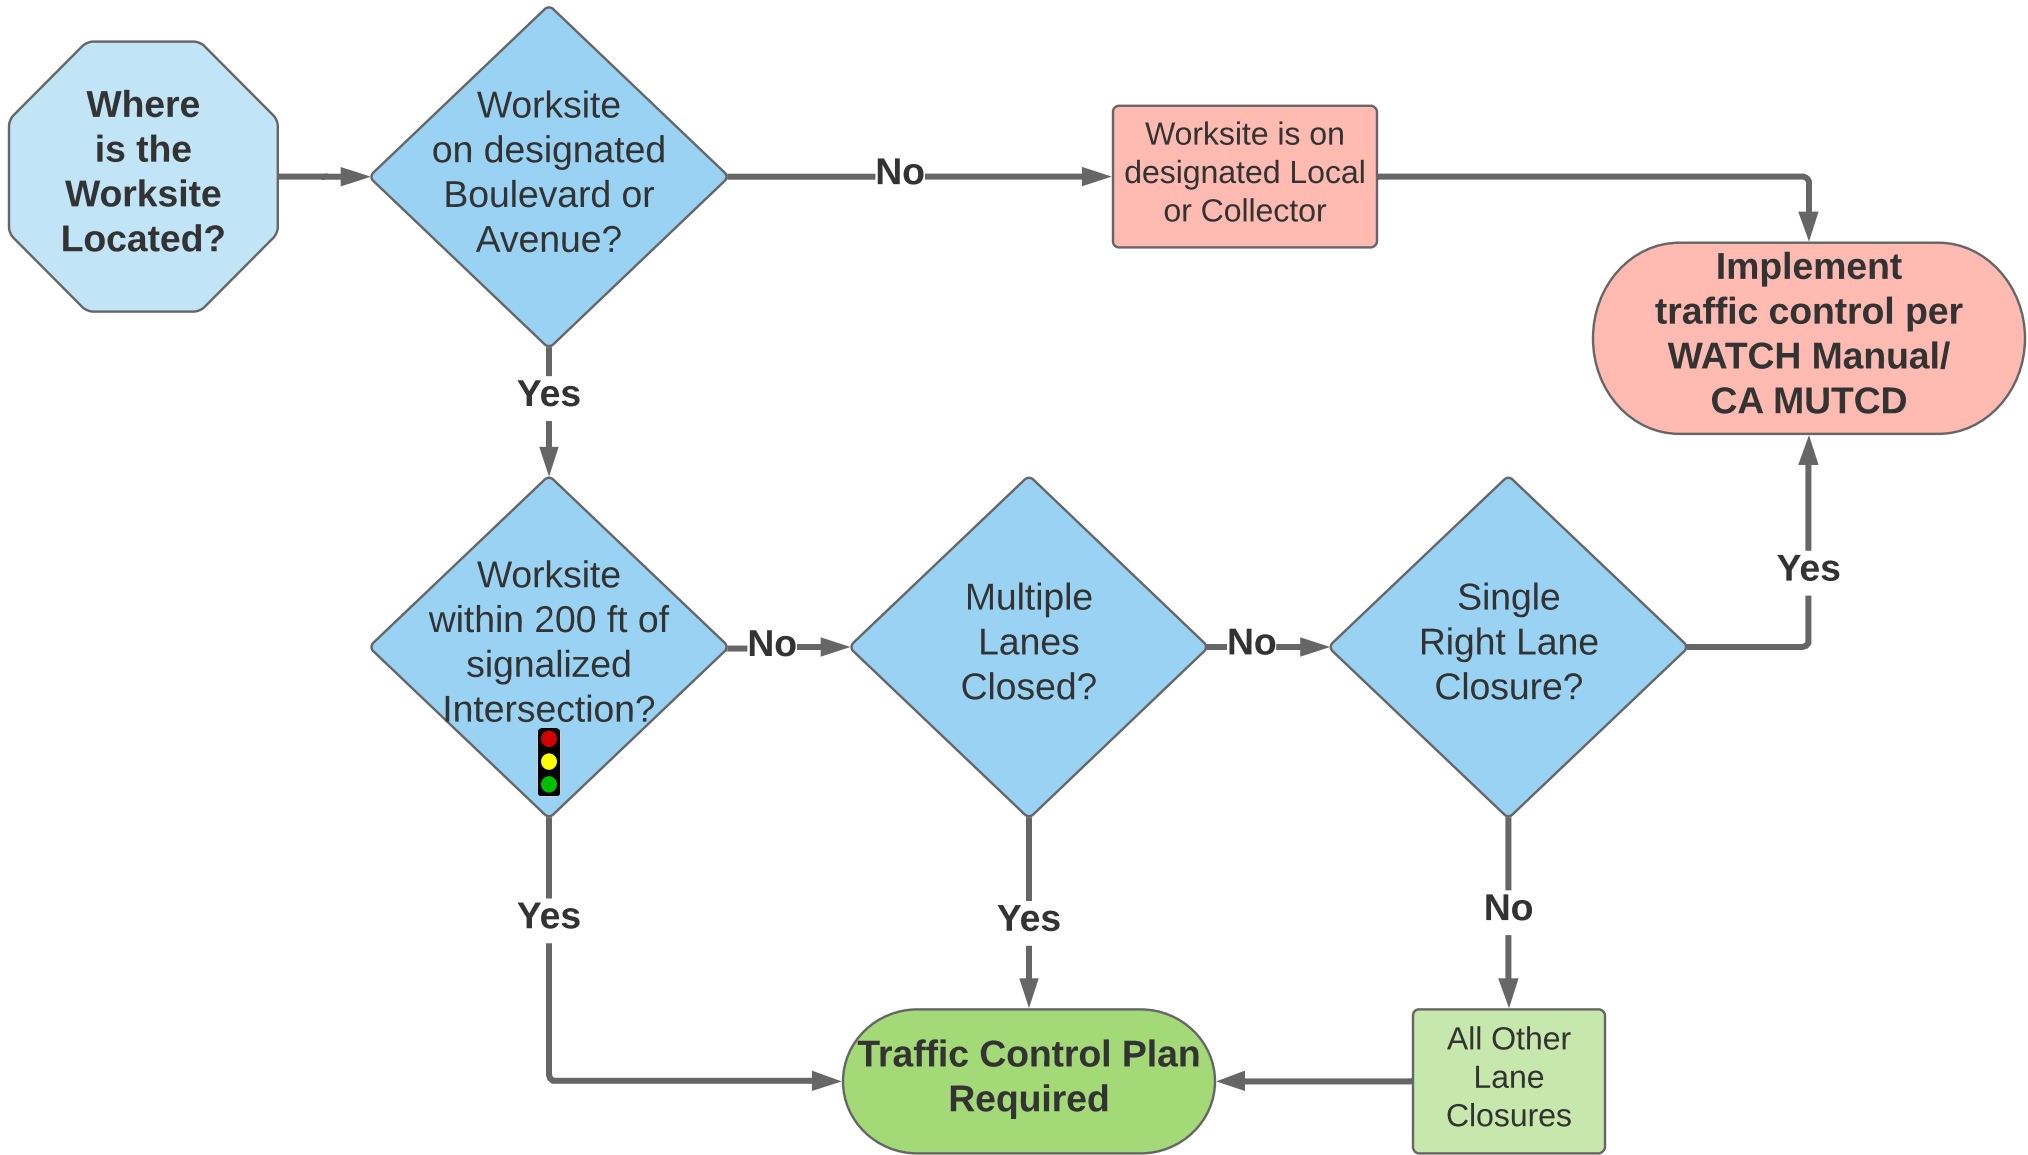 Where
is the
Worksite
Located?
Worksite
on designated
Boulevard or
Avenue?
No
Worksite is on
designated Local
or Collector
Implement
traffic control per
WATCH Manual/
CA MUTCD
Yes
Worksite
within 200 ft of
signalized
Intersection?
No
Multiple
Lanes
Closed?
No
Single
Right Lane
Closure?
Yes
Yes
Yes
No
Traffic Control Plan
Required
All Other
Lane
Closures